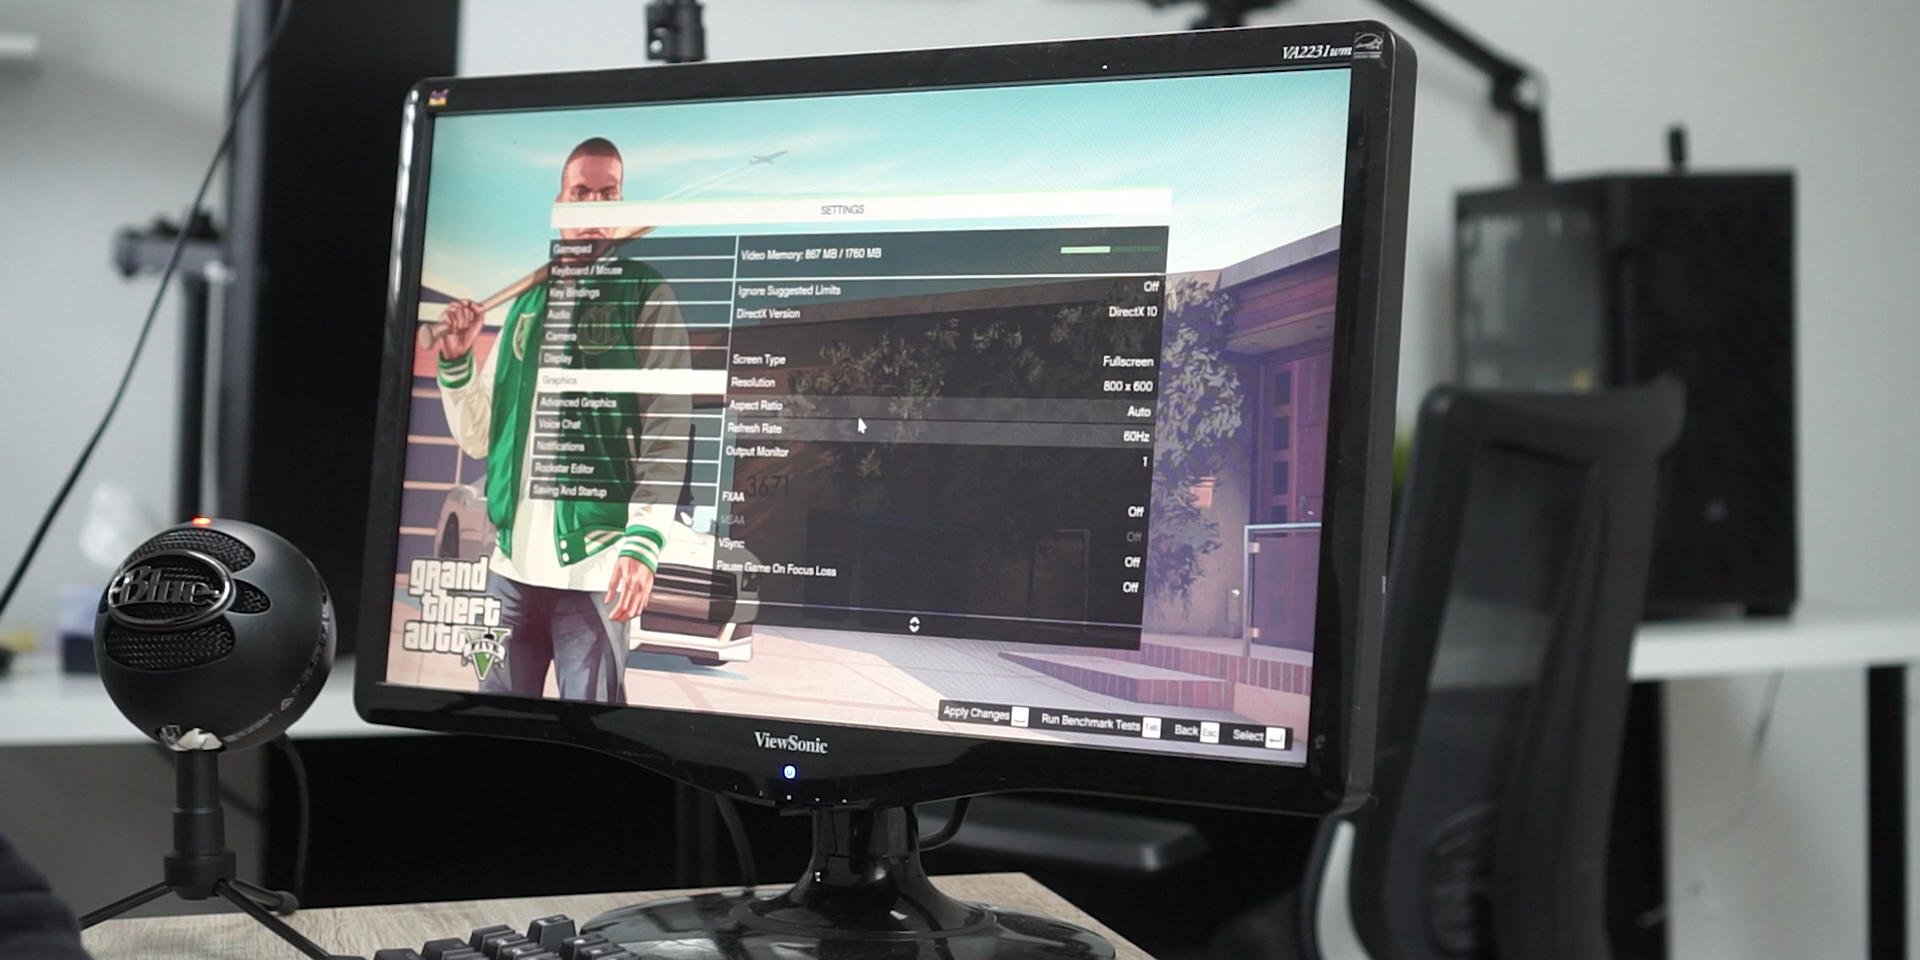 VA2231wm
SETTINGS
Gamepad
Keyboard / Mouse
Key Bindings
Audio
Camera
Display
Graphics
Advanced Graphics
Voice Chat
Notifications
Rockstar Editor
Saving And Startup
Video Memory: 867 MB / 1760 MB
Ignore Suggested Limits Off
DirectX Version DirectX 10
Screen Type Fullscreen
Resolution 800 x 600
Aspect Ratio Auto
Refresh Rate 60Hz
Output Monitor 1
3671
FXAA Off
MSAA Off
VSync Off
Pause Game On Focus Loss Off
grand
theft
auto
V
FIVE
Apply Changes Run Benchmark Tests Tab Back Esc Select
ViewSonic
Blue